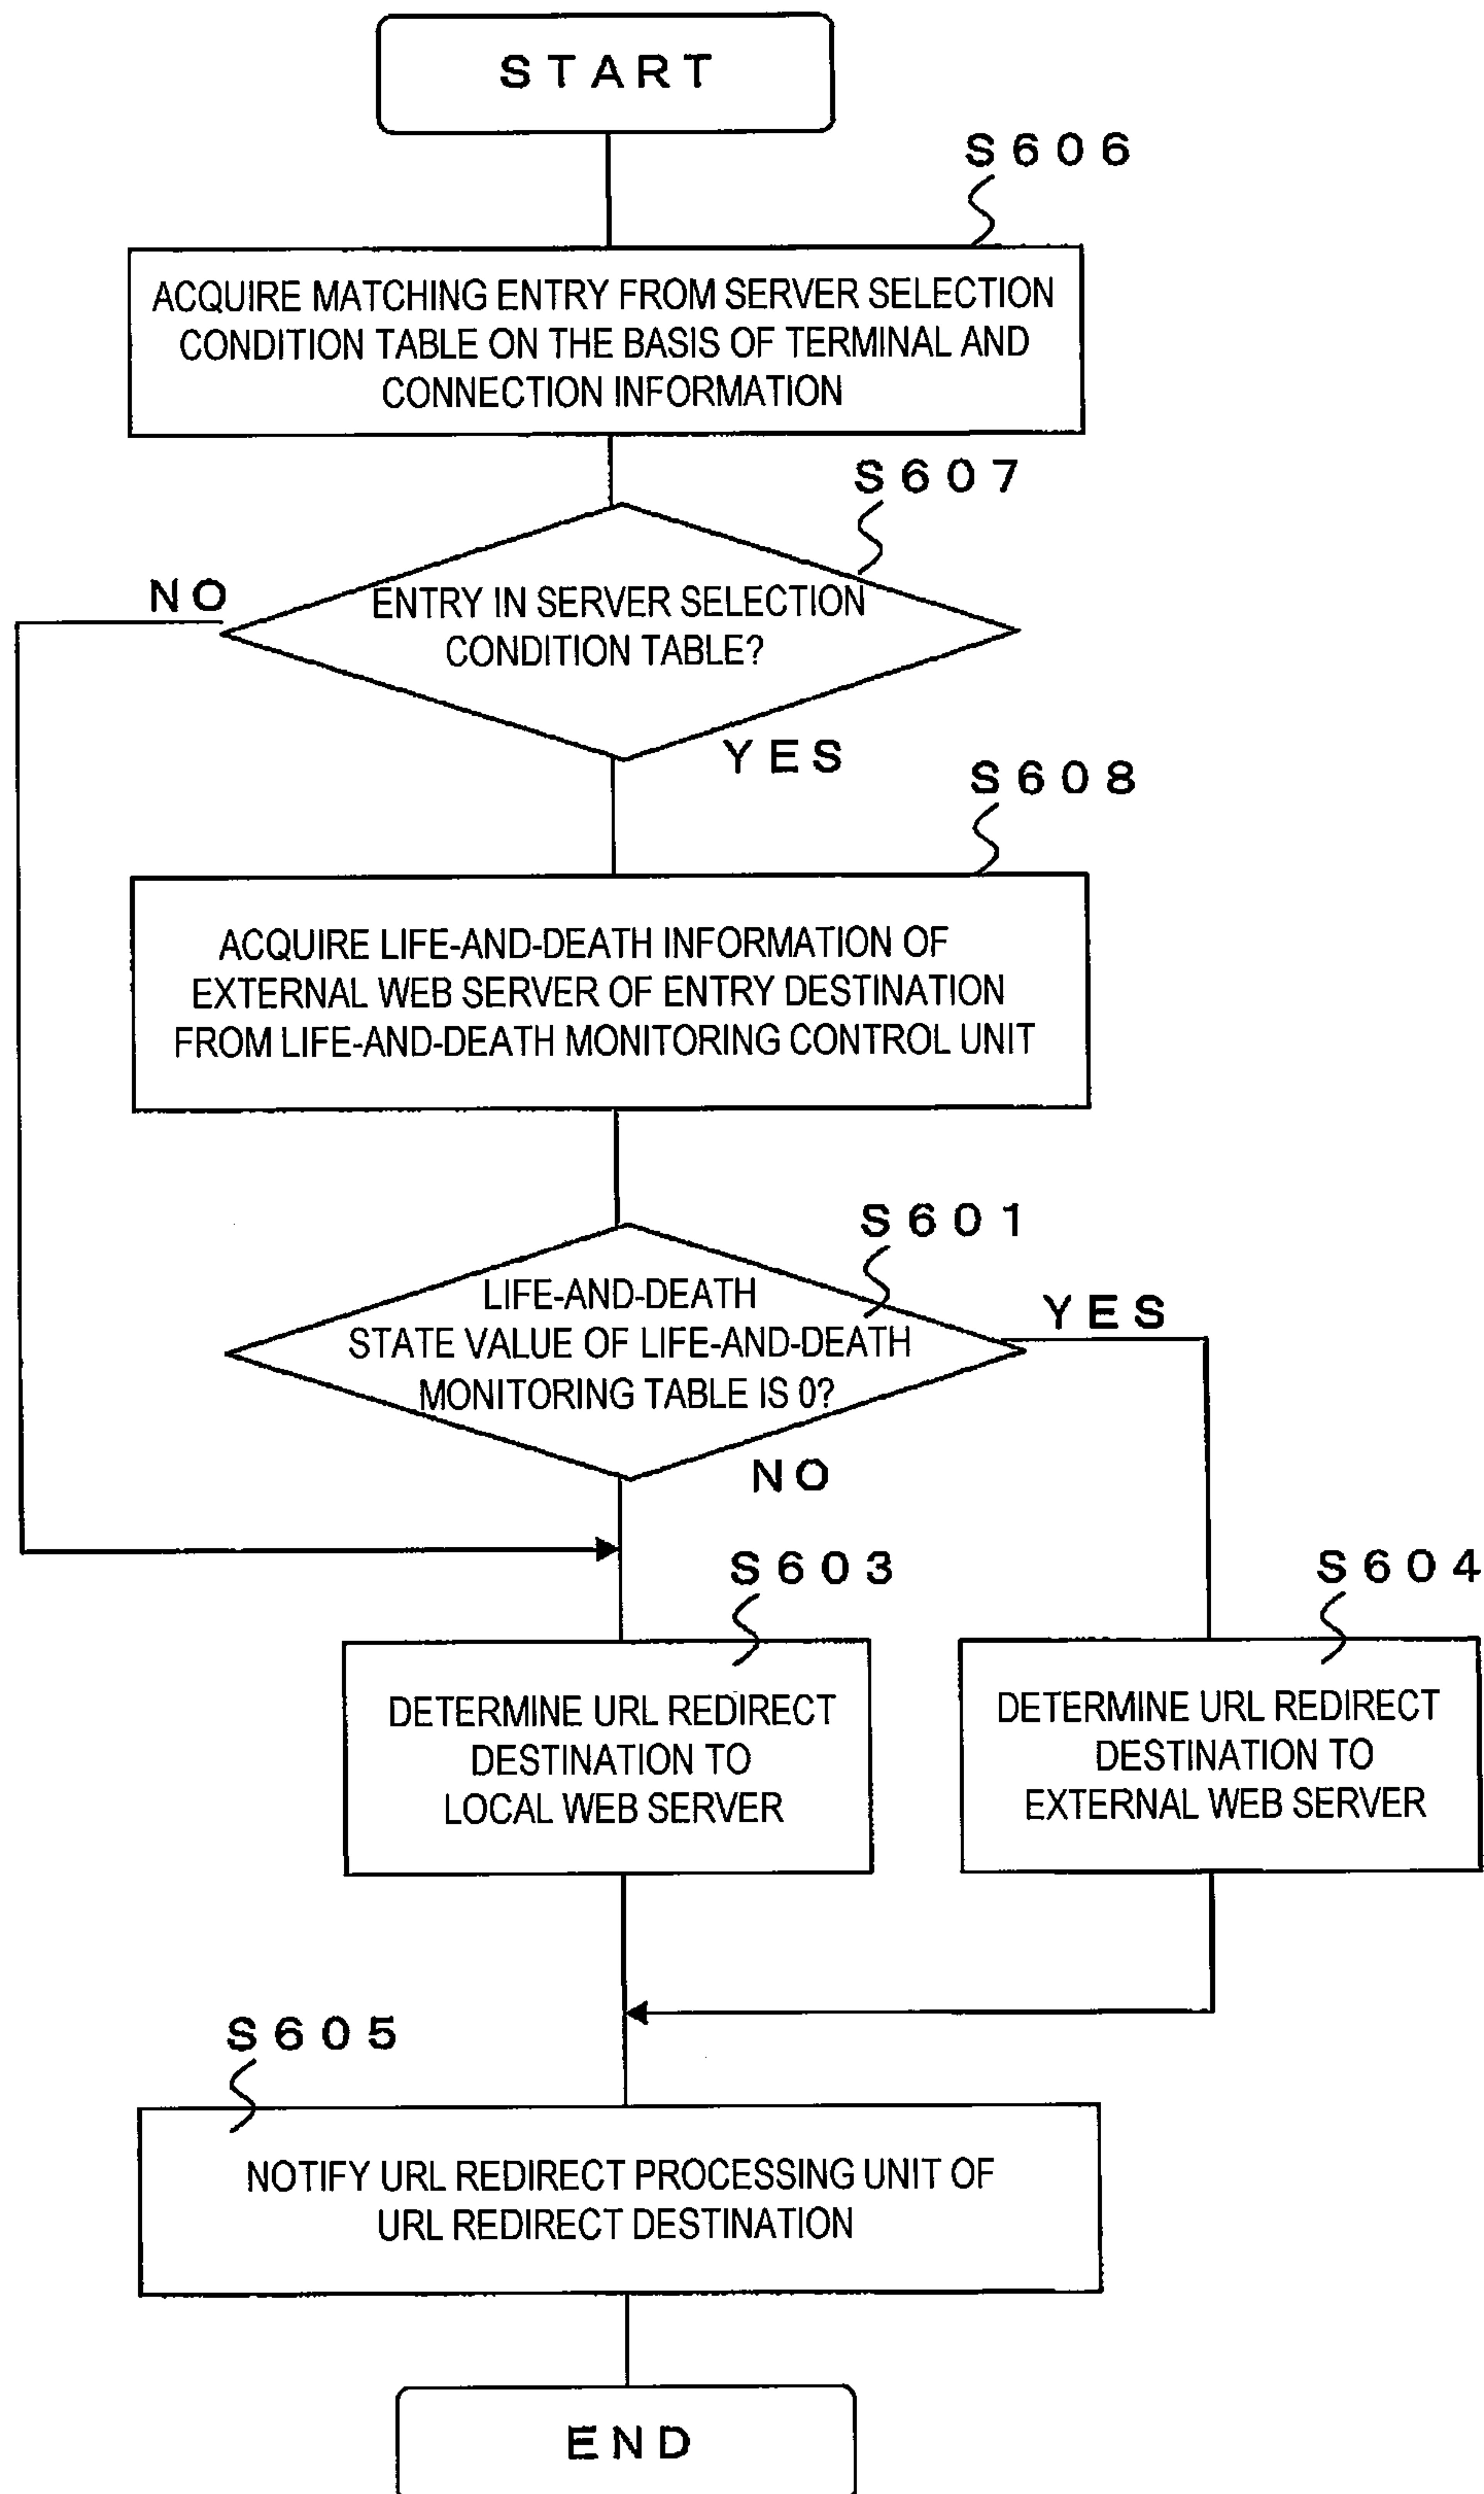 START
S606
ACQUIRE MATCHING ENTRY FROM SERVER SELECTION
CONDITION TABLE ON THE BASIS OF TERMINAL AND
CONNECTION INFORMATION
S607
NO
ENTRY IN SERVER SELECTION
CONDITION TABLE?
YES
S608
ACQUIRE LIFE-AND-DEATH INFORMATION OF
EXTERNAL WEB SERVER OF ENTRY DESTINATION
FROM LIFE-AND-DEATH MONITORING CONTROL UNIT
S601
LIFE-AND-DEATH
STATE VALUE OF LIFE-AND-DEATH
MONITORING TABLE IS 0?
YES
NO
S603
S604
DETERMINE URL REDIRECT
DESTINATION TO
LOCAL WEB SERVER
DETERMINE URL REDIRECT
DESTINATION TO
EXTERNAL WEB SERVER
S605
NOTIFY URL REDIRECT PROCESSING UNIT OF
URL REDIRECT DESTINATION
END